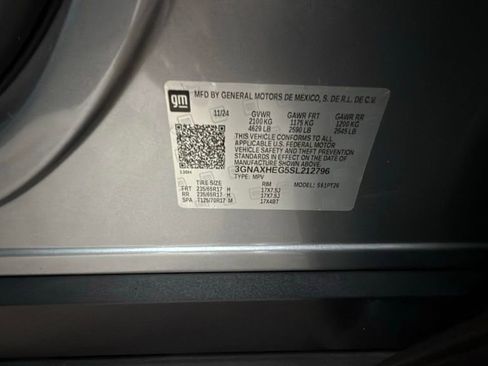 gm
MFD BY GENERAL MOTORS DE MEXICO, S. DE R.L. DE C.V.
11/24 GVWR GAWR FRT GAWR RR
2100 KG 1175 KG 1200 KG
4629 LB 2590 LB 2645 LB
THIS VEHICLE CONFORMS TO ALL
APPLICABLE U.S. FEDERAL MOTOR
VEHICLE SAFETY AND THEFT PREVENTION
STANDARDS IN EFFECT ON THE DATE OF
MANUFACTURE SHOWN ABOVE.
3GNAXHEG5SL212796
TYPE: MPV MODEL: S61PT26
TIRE SIZE RIM
FRT 235/65R17 H 17X7.5J
RR 235/65R17 H 17X7.5J
SPA T125/70R17 M 17X4BT